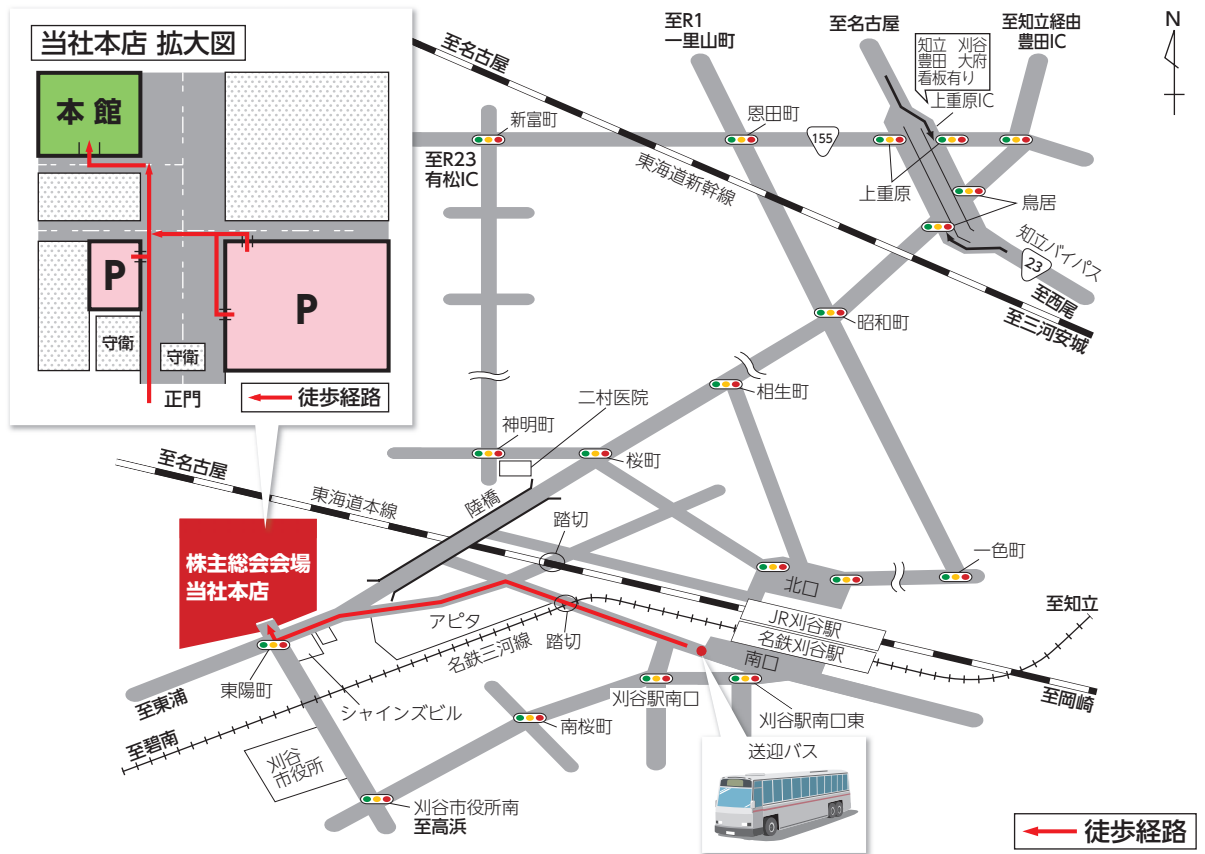 当社本店 拡大図
本 館
P
P
守衛
守衛
正門
徒歩経路
至名古屋
至R1
一里山町
至名古屋
至知立経由
豊田IC
N
知立 刈谷
豊田 大府
看板有り
上重原IC
新富町
恩田町
155
至R23
有松IC
東海道新幹線
上重原
鳥居
知立バイパス
23
至西尾
至三河安城
昭和町
相生町
二村医院
神明町
桜町
至名古屋
東海道本線
陸橋
踏切
一色町
北口
株主総会会場
当社本店
JR刈谷駅
名鉄刈谷駅
南口
至知立
アピタ
名鉄三河線
踏切
東陽町
至東浦
シャインズビル
刈谷駅南口
刈谷駅南口東
至岡崎
至碧南
南桜町
刈谷
市役所
送迎バス
刈谷市役所南
至高浜
徒歩経路